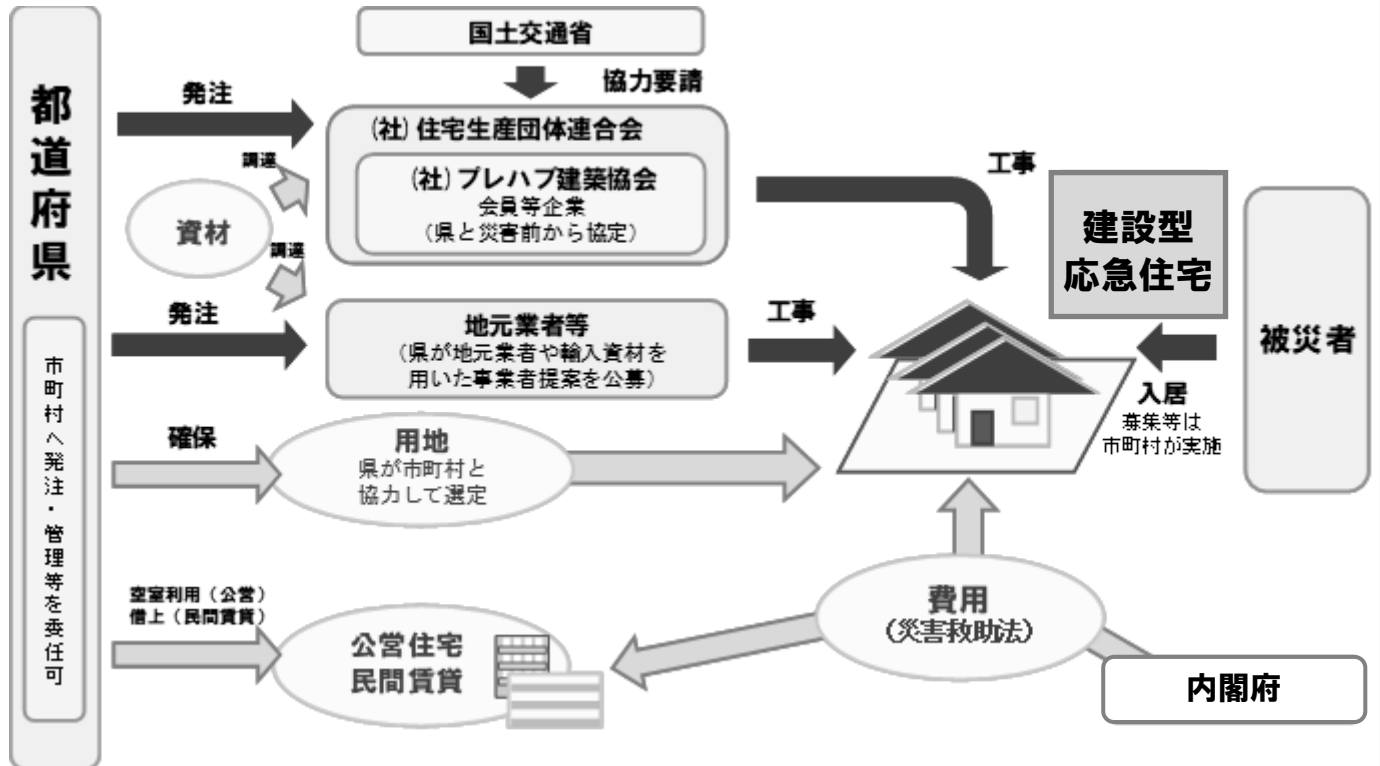 都道府県
市町村へ発注・管理等を委任可
国土交通省
協力要請
発注
(社)住宅生産団体連合会
(社)プレハブ建築協会
会員等企業
(県と災害前から協定)
調達
資材
調達
発注
地元業者等
(県が地元業者や輸入資材を
用いた事業者提案を公募)
工事
工事
建設型
応急住宅
被災者
入居
募集等は
市町村が実施
確保
用地
県が市町村と
協力して選定
空室利用(公営)
借上(民間賃貸)
公営住宅
民間賃貸
費用
(災害救助法)
内閣府